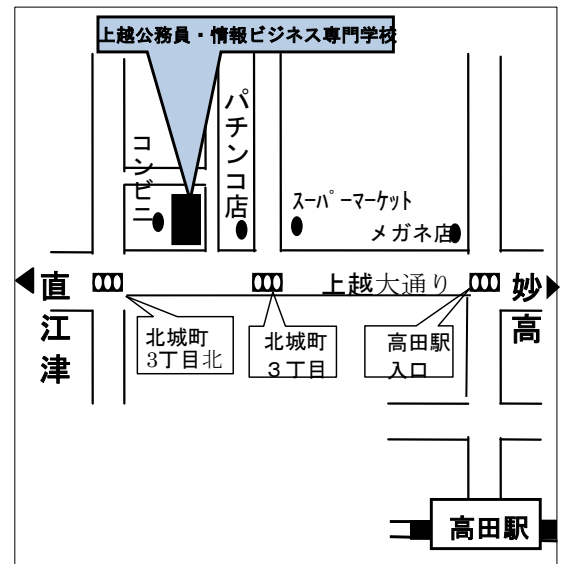 上越公務員・情報ビジネス専門学校
コンビニ
パチンコ店
スーパーマーケット
メガネ店
直江津
上越大通り
妙高
北城町
3丁目北
北城町
３丁目
高田駅
入口
高田駅